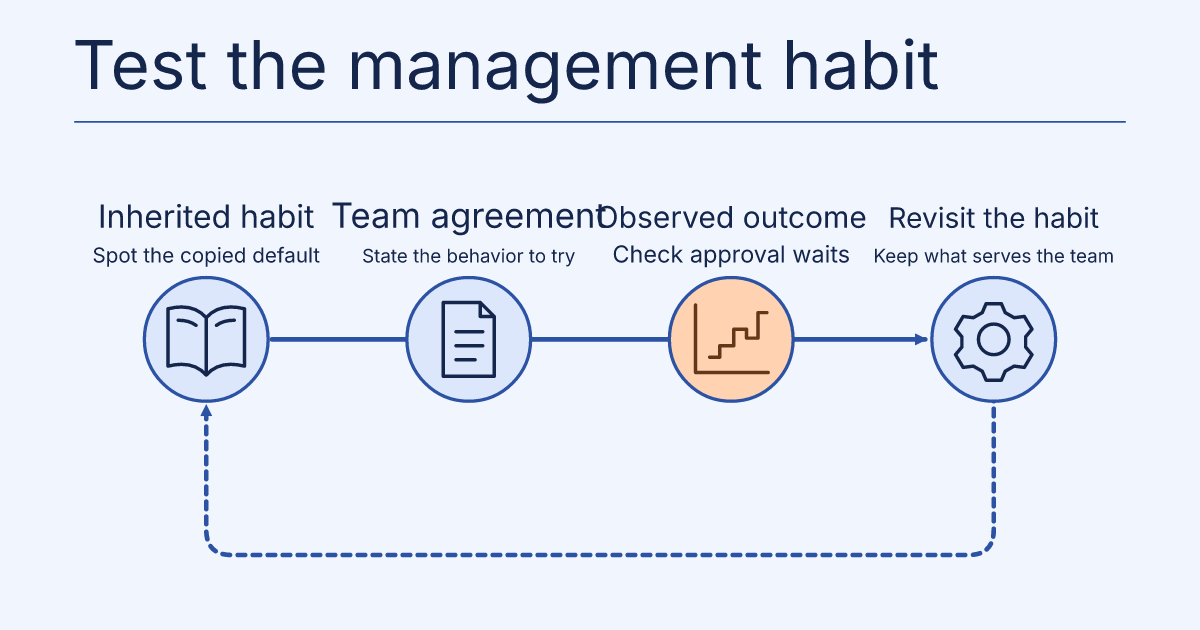 Test the management habit
Inherited habit
Spot the copied default
Team agreement
State the behavior to try
Observed outcome
Check approval waits
Revisit the habit
Keep what serves the team